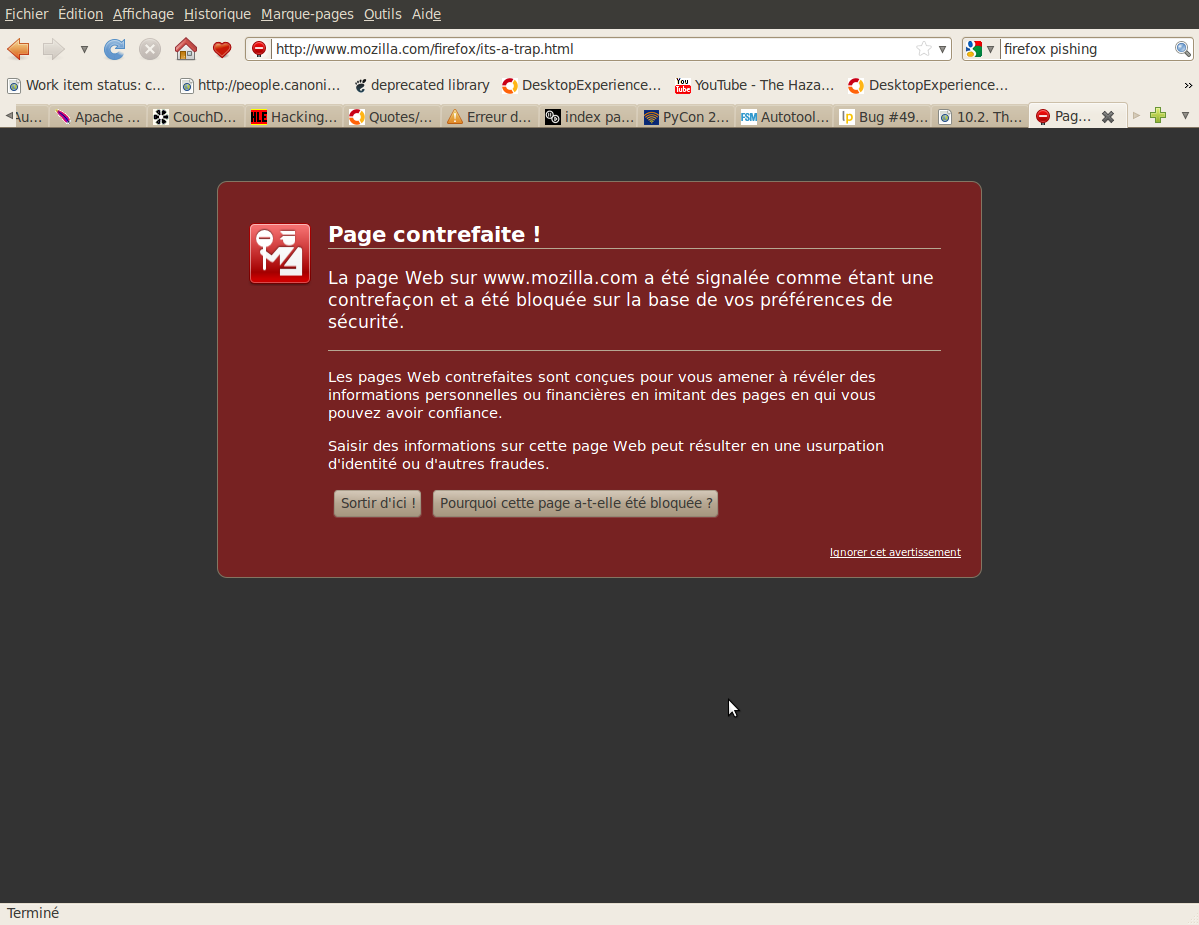 Fichier Édition Affichage Historique Marque-pages Outils Aide
http://www.mozilla.com/firefox/its-a-trap.html firefox pishing
Work item status: c... http://people.canoni... deprecated library DesktopExperience... You Tube YouTube - The Haza... DesktopExperience... »
Au... Apache ... CouchD... HLE Hacking... Quotes/... Erreur d... index pa... PyCon 2... FSM Autotool... lp Bug #49... 10.2. Th... Pag...
Page contrefaite !
La page Web sur www.mozilla.com a été signalée comme étant une
contrefaçon et a été bloquée sur la base de vos préférences de
sécurité.
Les pages Web contrefaites sont conçues pour vous amener à révéler des
informations personnelles ou financières en imitant des pages en qui vous
pouvez avoir confiance.
Saisir des informations sur cette page Web peut résulter en une usurpation
d'identité ou d'autres fraudes.
Sortir d'ici ! Pourquoi cette page a-t-elle été bloquée ?
Ignorer cet avertissement
Terminé